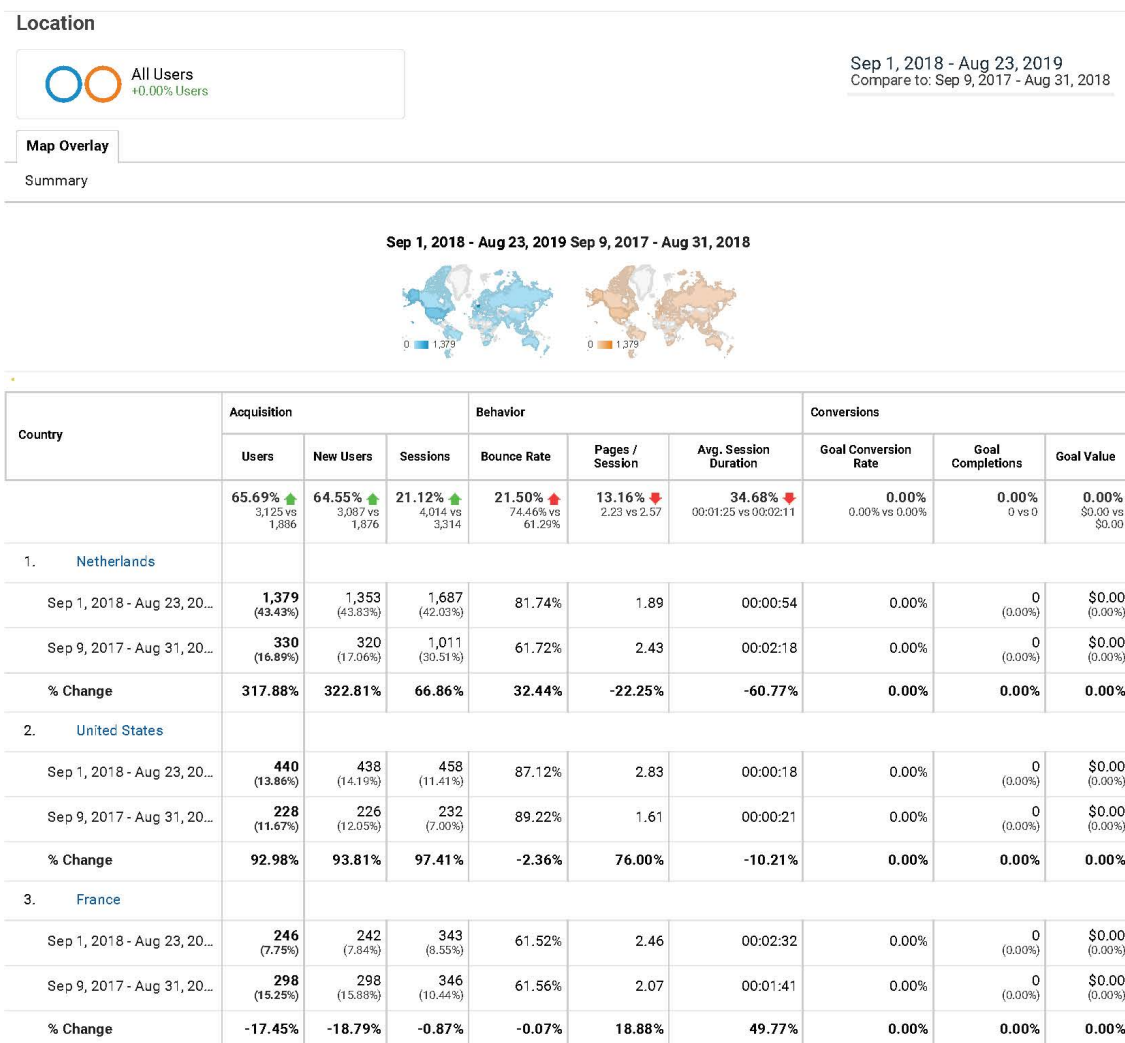 Location
All Users
+0.00% Users
Sep 1, 2018 - Aug 23, 2019
Compare to: Sep 9, 2017 - Aug 31, 2018
Map Overlay
Summary
Sep 1, 2018 - Aug 23, 2019 Sep 9, 2017 - Aug 31, 2018
0 1,379 0 1,379
Country Acquisition Behavior Conversions
Users New Users Sessions Bounce Rate Pages / Session Avg. Session Duration Goal Conversion Rate Goal Completions Goal Value
65.69% 64.55% 21.12% 21.50% 13.16% 34.68% 0.00% 0.00% 0.00%
3,125 vs 1,886 3,087 vs 1,876 4,014 vs 3,314 74.46% vs 61.29% 2.23 vs 2.57 00:01:25 vs 00:02:11 0.00% vs 0.00% 0 vs 0 $0.00 vs $0.00
1. Netherlands
Sep 1, 2018 - Aug 23, 20... 1,379 1,353 1,687 81.74% 1.89 00:00:54 0.00% 0 $0.00
(43.43%) (43.83%) (42.03%) (0.00%) (0.00%)
Sep 9, 2017 - Aug 31, 20... 330 320 1,011 61.72% 2.43 00:02:18 0.00% 0 $0.00
(16.89%) (17.06%) (30.51%) (0.00%) (0.00%)
% Change 317.88% 322.81% 66.86% 32.44% -22.25% -60.77% 0.00% 0.00% 0.00%
2. United States
Sep 1, 2018 - Aug 23, 20... 440 438 458 87.12% 2.83 00:00:18 0.00% 0 $0.00
(13.86%) (14.19%) (11.41%) (0.00%) (0.00%)
Sep 9, 2017 - Aug 31, 20... 228 226 232 89.22% 1.61 00:00:21 0.00% 0 $0.00
(11.67%) (12.05%) (7.00%) (0.00%) (0.00%)
% Change 92.98% 93.81% 97.41% -2.36% 76.00% -10.21% 0.00% 0.00% 0.00%
3. France
Sep 1, 2018 - Aug 23, 20... 246 242 343 61.52% 2.46 00:02:32 0.00% 0 $0.00
(7.75%) (7.84%) (8.55%) (0.00%) (0.00%)
Sep 9, 2017 - Aug 31, 20... 298 298 346 61.56% 2.07 00:01:41 0.00% 0 $0.00
(15.25%) (15.88%) (10.44%) (0.00%) (0.00%)
% Change -17.45% -18.79% -0.87% -0.07% 18.88% 49.77% 0.00% 0.00% 0.00%